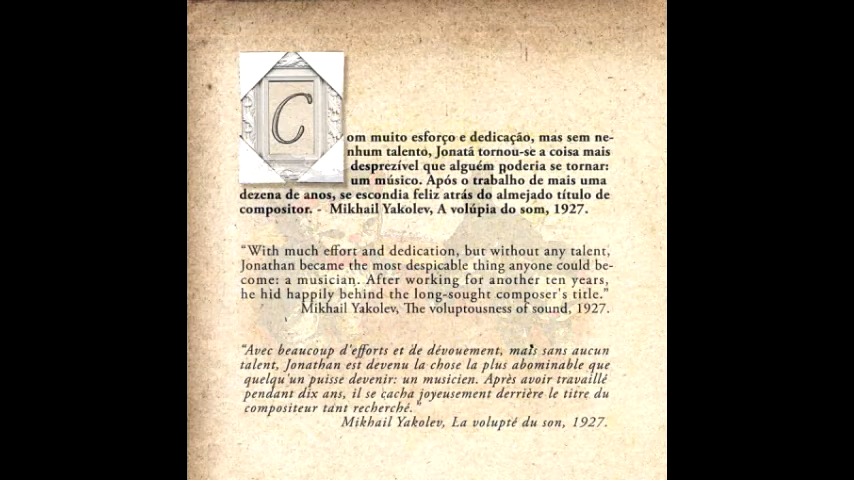 Com muito esforço e dedicação, mas sem ne-
nhum talento, Jonatã tornou-se a coisa mais
desprezível que alguém poderia se tornar:
um músico. Após o trabalho de mais uma
dezena de anos, se escondia feliz atrás do almejado título de
compositor. - Mikhail Yakolev, A volúpia do som, 1927.
“With much effort and dedication, but without any talent,
Jonathan became the most despicable thing anyone could be-
come: a musician. After working for another ten years,
he hid happily behind the long-sought composer's title.”
Mikhail Yakolev, The voluptousness of sound, 1927.
“Avec beaucoup d'efforts et de dévouement, mais sans aucun
talent, Jonathan est devenu la chose la plus abominable que
quelqu'un puisse devenir: un musicien. Après avoir travaillé
pendant dix ans, il se cacha joyeusement derrière le titre du
compositeur tant recherché.”
Mikhail Yakolev, La volupté du son, 1927.